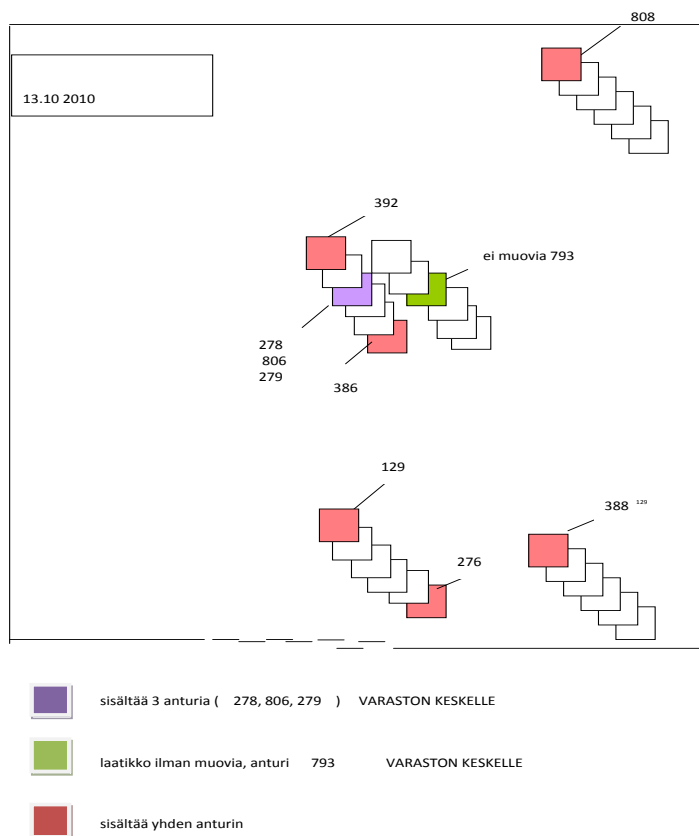 808
13.10 2010
392
ei muovia 793
278
806
279
386
129
388 129
276
sisältää 3 anturia ( 278, 806, 279 ) VARASTON KESKELLE
laatikko ilman muovia, anturi 793 VARASTON KESKELLE
sisältää yhden anturin